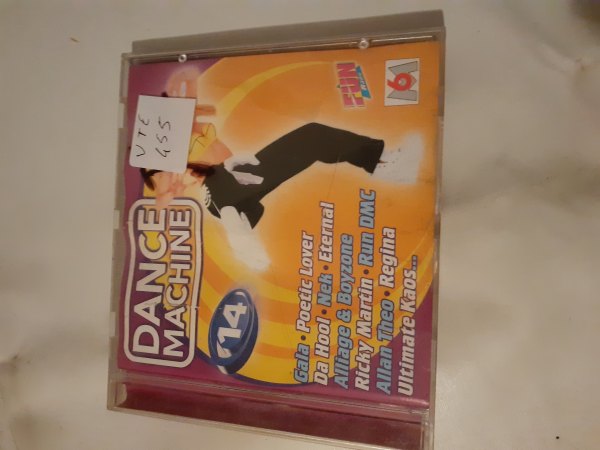 FUN
M6
VTE
455
DANCE
MACHINE
14
Gala • Poetic Lover
Da Hool • Nek • Eternal
Alliage & Boyzone
Ricky Martin • Run DMC
Allan Theo • Regina
Ultimate Kaos...